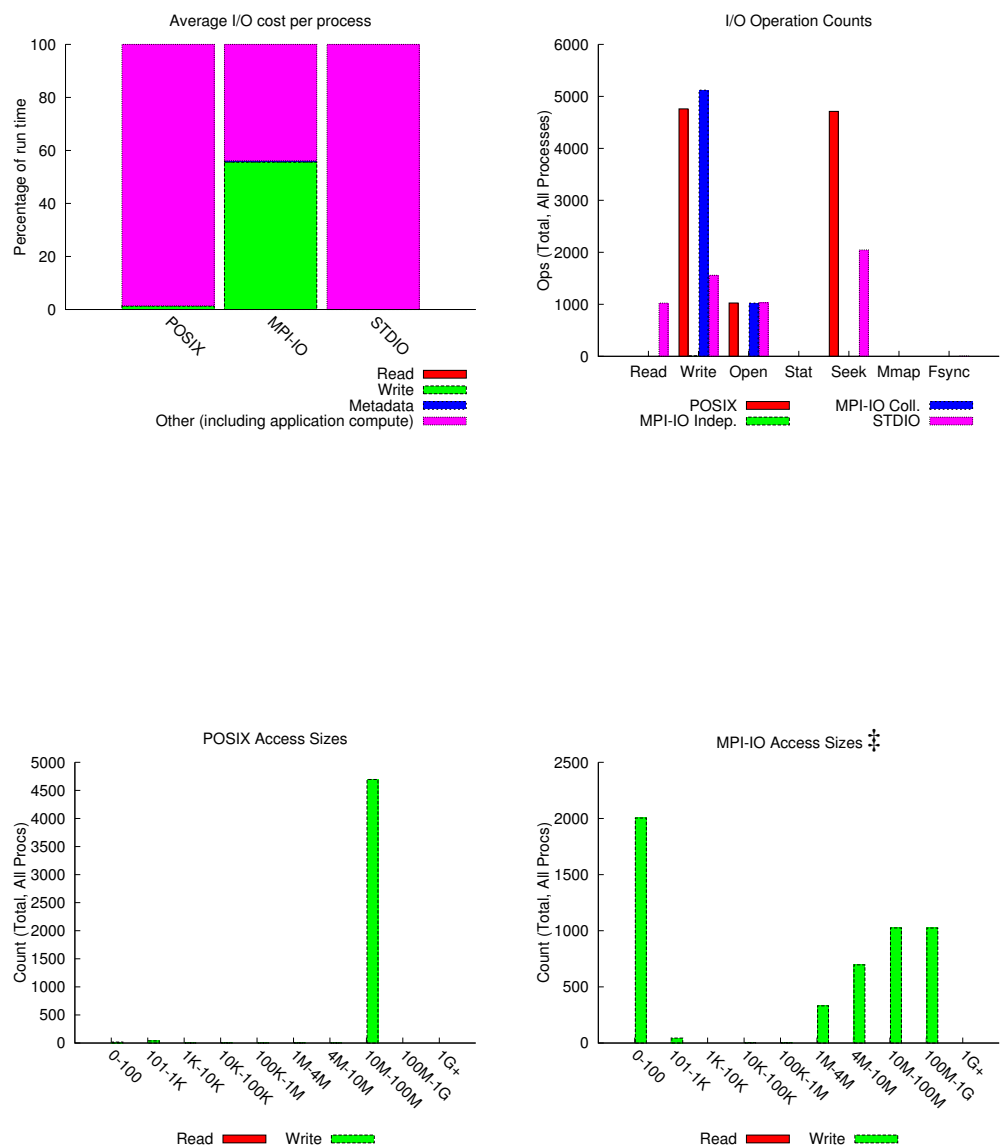 Average I/O cost per process
100
80
60
40
20
0
Percentage of run time
POSIX
MPI-IO
STDIO
Read
Write
Metadata
Other (including application compute)
I/O Operation Counts
6000
5000
4000
3000
2000
1000
0
Ops (Total, All Processes)
Read Write Open Stat Seek Mmap Fsync
POSIX
MPI-IO Indep.
MPI-IO Coll.
STDIO
POSIX Access Sizes
5000
4500
4000
3500
3000
2500
2000
1500
1000
500
0
Count (Total, All Procs)
0-100
101-1K
1K-10K
10K-100K
100K-1M
1M-4M
4M-10M
10M-100M
100M-1G
1G+
Read Write
MPI-IO Access Sizes ‡
2500
2000
1500
1000
500
0
Count (Total, All Procs)
0-100
101-1K
1K-10K
10K-100K
100K-1M
1M-4M
4M-10M
10M-100M
100M-1G
1G+
Read Write